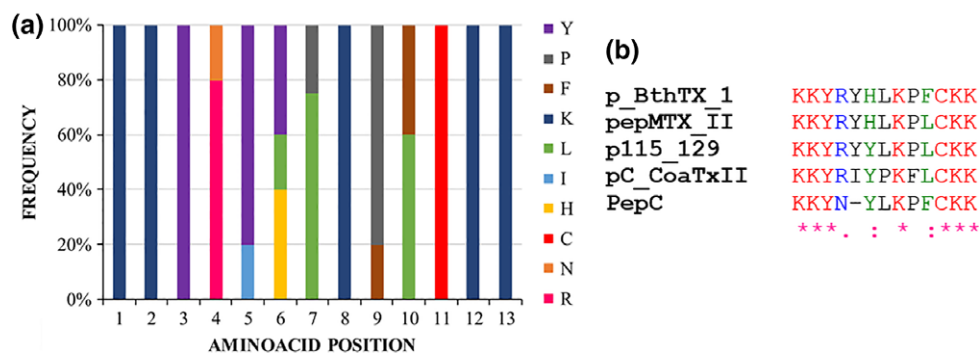 (a)
100%
80%
60%
40%
20%
0%
FREQUENCY
1 2 3 4 5 6 7 8 9 10 11 12 13
AMINOACID POSITION
Y
P
F
K
L
I
H
C
N
R
(b)
p_BthTX_1 KKYRYHLKPFCKK
pepMTX_II KKYRYHLKPLCKK
p115_129 KKYRYYLKPLCKK
pC_CoaTxII KKYRIYPKFLCKK
PepC KKYN-YLKPFCKK
***. : * :***